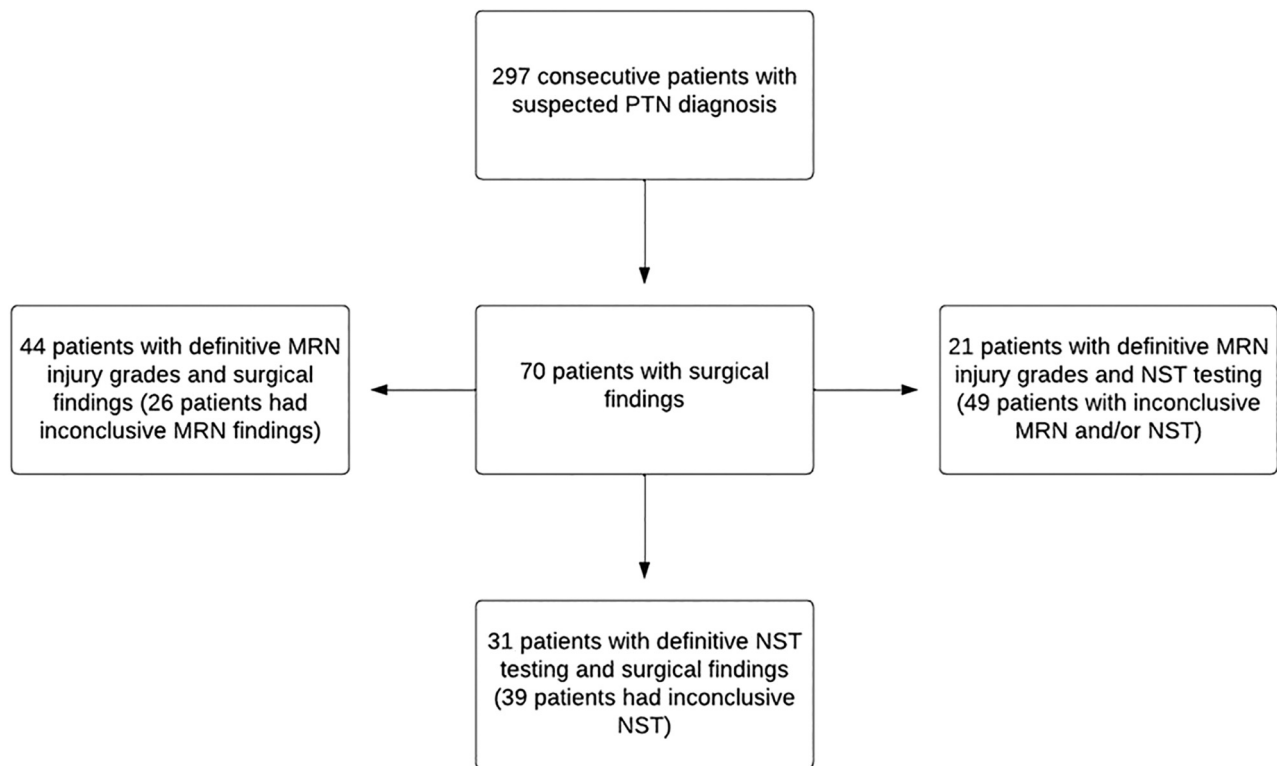 297 consecutive patients with
suspected PTN diagnosis
44 patients with definitive MRN
injury grades and surgical
findings (26 patients had
inconclusive MRN findings)
70 patients with surgical
findings
21 patients with definitive MRN
injury grades and NST testing
(49 patients with inconclusive
MRN and/or NST)
31 patients with definitive NST
testing and surgical findings
(39 patients had inconclusive
NST)